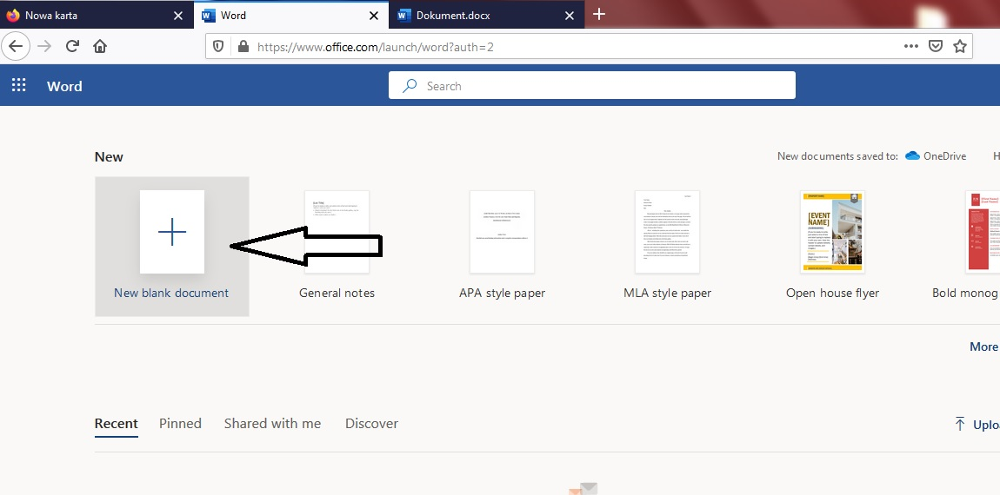 Nowa karta
Word
Dokument.docx
https://www.office.com/launch/word?auth=2
Word
Search
New
New documents saved to: OneDrive H
[EVENT NAME]
New blank document
General notes
APA style paper
MLA style paper
Open house flyer
Bold monog
More
Recent Pinned Shared with me Discover
Uplo